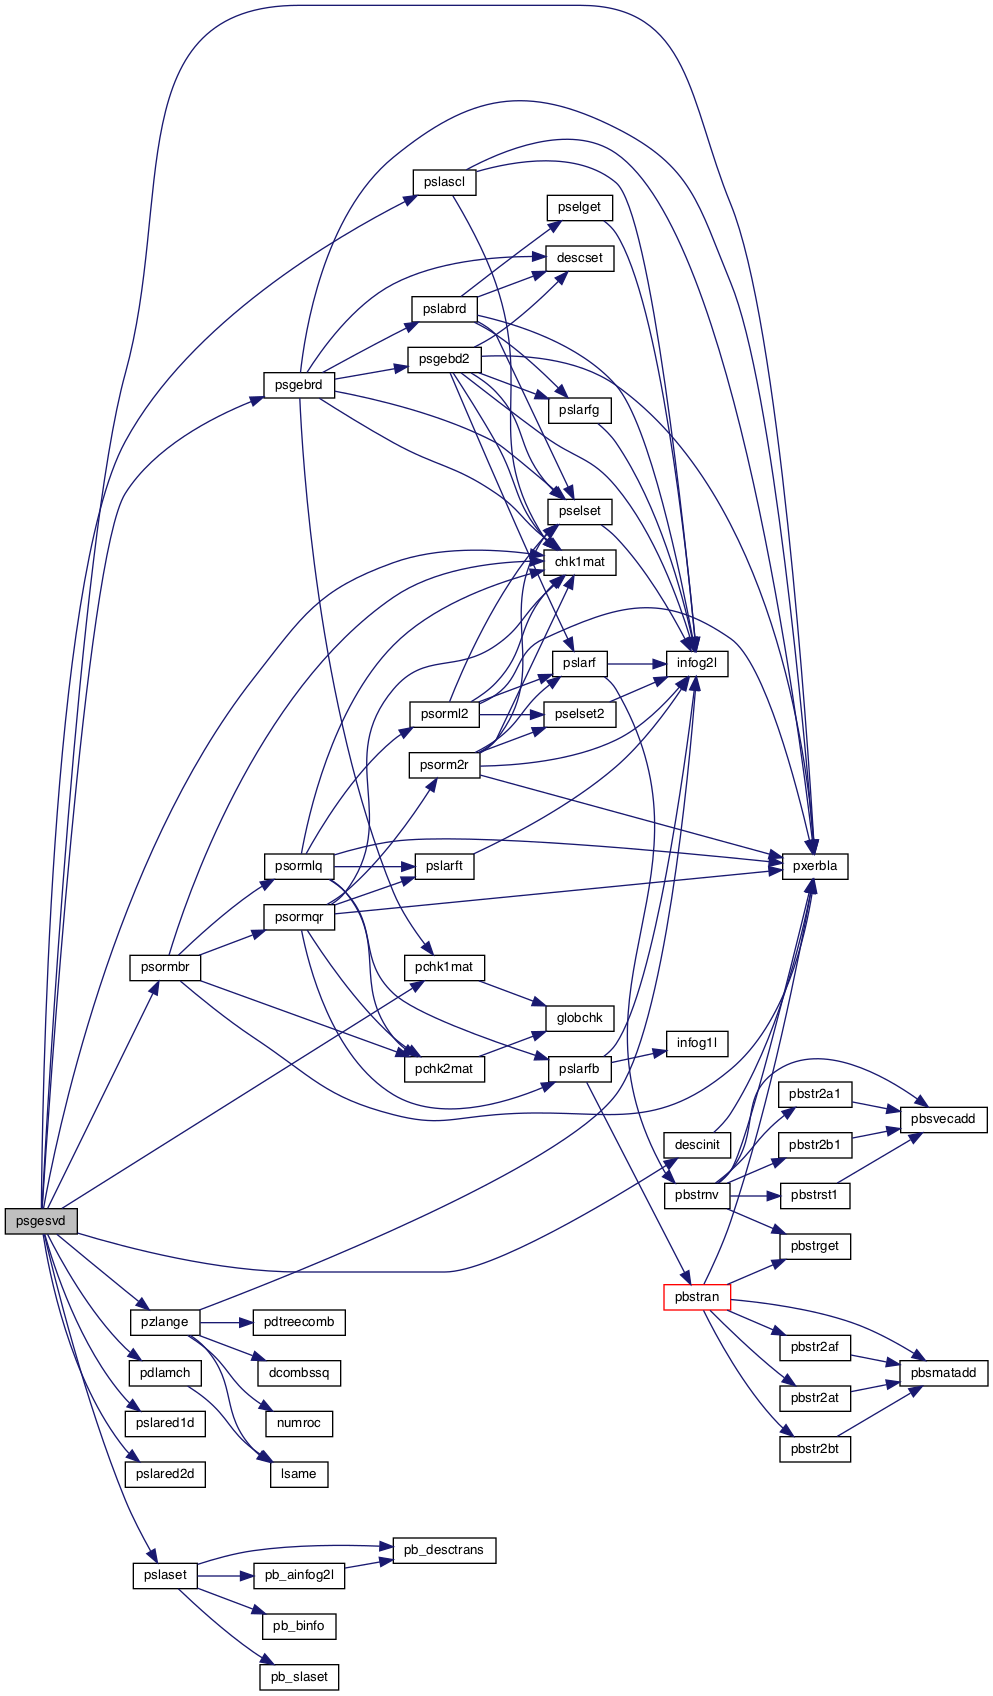 pslascl
pselget
descset
pslabrd
psgebd2
psgebrd
pslarfg
pselset
chk1mat
pslarf
infog2l
psorml2
pselset2
psorm2r
psormlq
pslarft
pxerbla
psormqr
psormbr
pchk1mat
globchk
infog1l
pchk2mat
pslarfb
pbstr2a1
pbsvecadd
descinit
pbstr2b1
pbstrnv
pbstrst1
psgesvd
pbstrget
pbstran
pzlange
pdtreecomb
pbstr2af
pdlamch
dcombssq
pbsmatadd
pbstr2at
pslared1d
numroc
pbstr2bt
pslared2d
lsame
pb_desctrans
pslaset
pb_ainfog2l
pb_binfo
pb_slaset